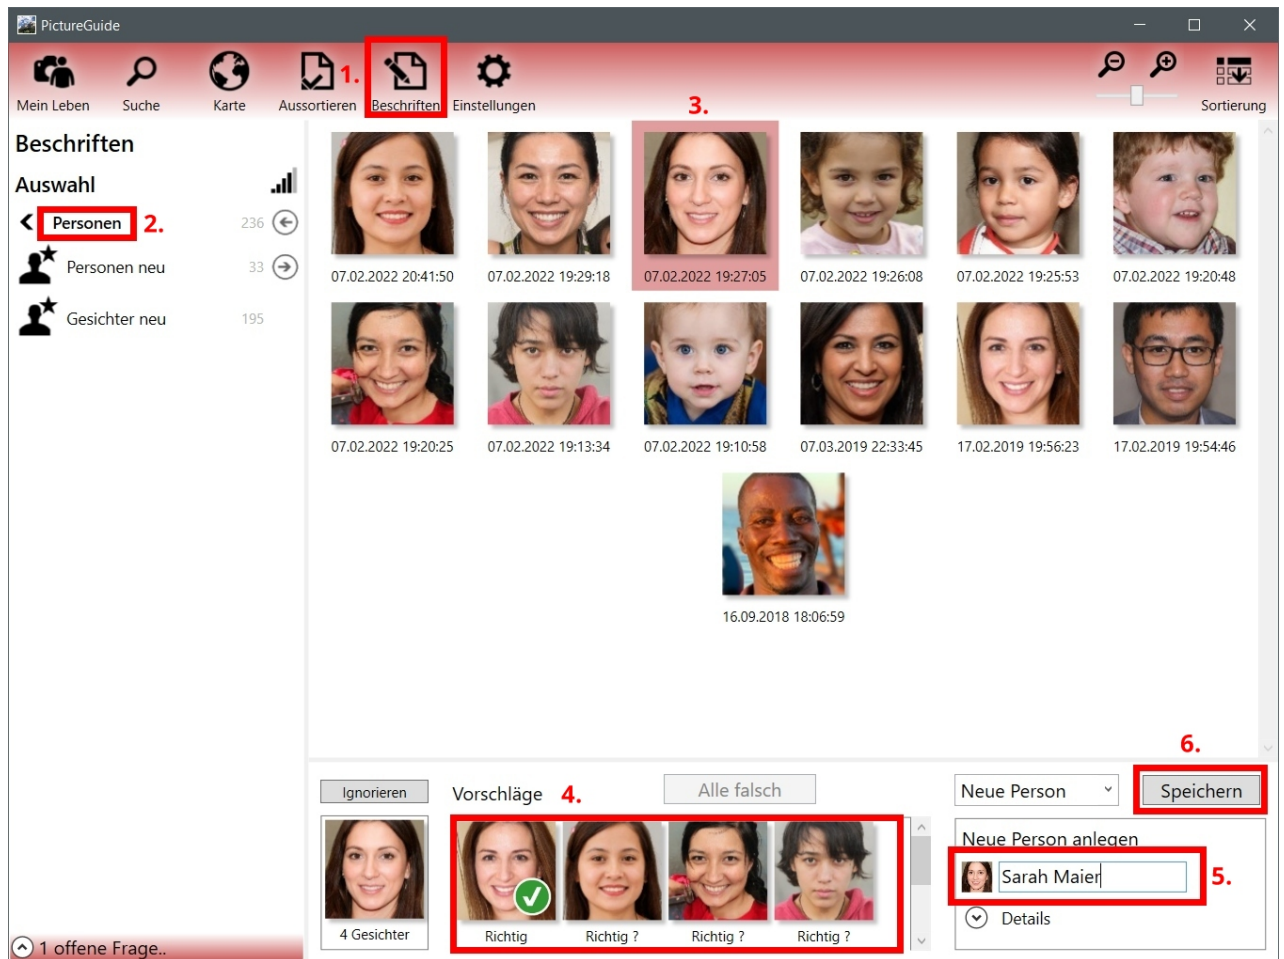 PictureGuide
Mein Leben Suche Karte Aussortieren 1. Beschriften Einstellungen Sortierung
3.
Beschriften
Auswahl
Personen 2. 236
Personen neu 33
Gesichter neu 195
07.02.2022 20:41:50 07.02.2022 19:29:18 07.02.2022 19:27:05 07.02.2022 19:26:08 07.02.2022 19:25:53 07.02.2022 19:20:48
07.02.2022 19:20:25 07.02.2022 19:13:34 07.02.2022 19:10:58 07.03.2019 22:33:45 17.02.2019 19:56:23 17.02.2019 19:54:46
16.09.2018 18:06:59
6.
Ignorieren Vorschläge 4. Alle falsch Neue Person Speichern
Neue Person anlegen
Sarah Maier 5.
Details
4 Gesichter Richtig Richtig ? Richtig ? Richtig ?
1 offene Frage..